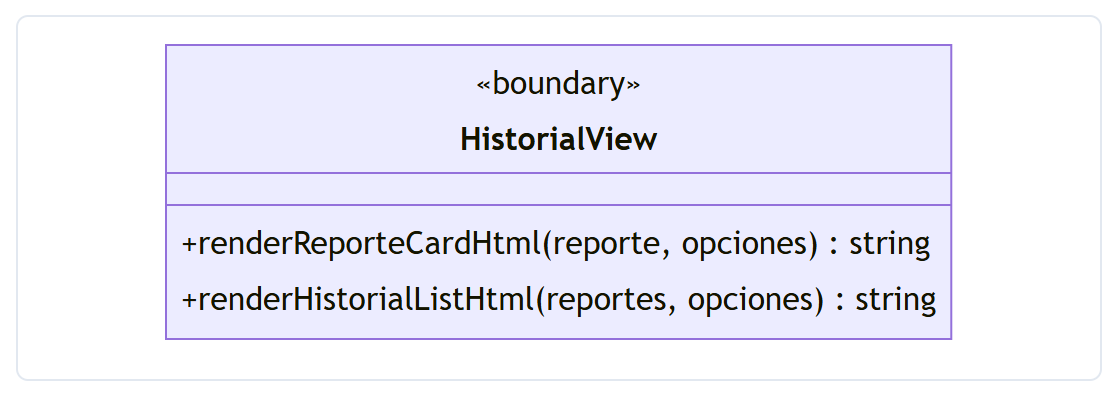 «boundary»
HistorialView
+renderReporteCardHtml(reporte, opciones) : string
+renderHistorialListHtml(reportes, opciones) : string